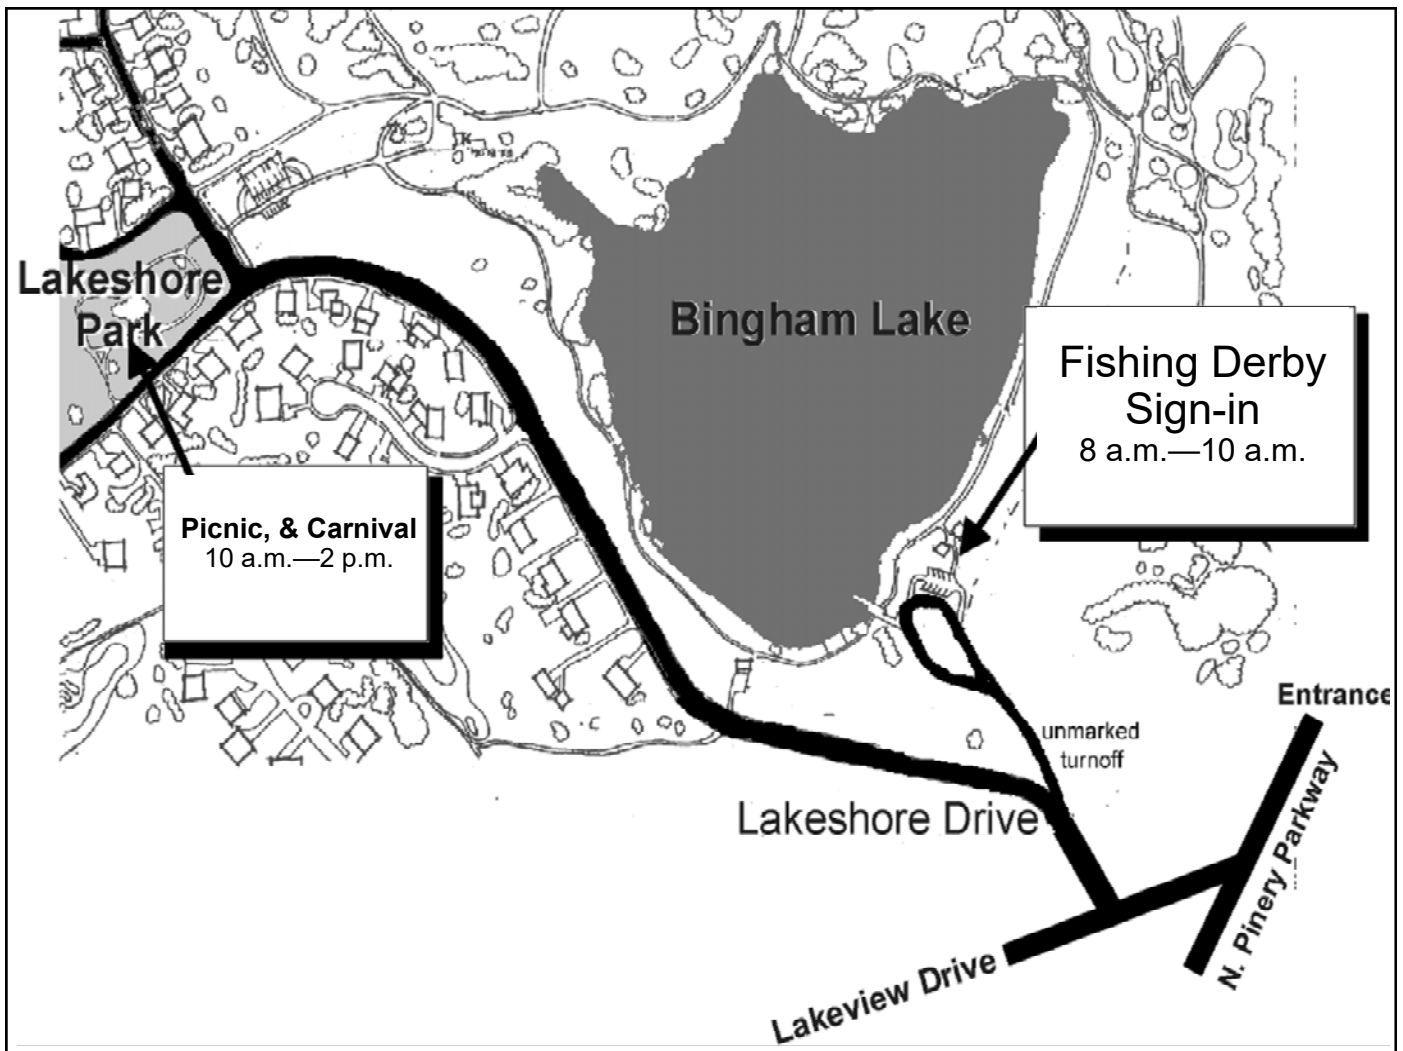 Lakeshore
Park
Bingham Lake
Fishing Derby
Sign-in
8 a.m.—10 a.m.
Picnic, & Carnival
10 a.m.—2 p.m.
Entrance
unmarked
turnoff
Lakeshore Drive
N. Pinery Parkway
Lakeview Drive